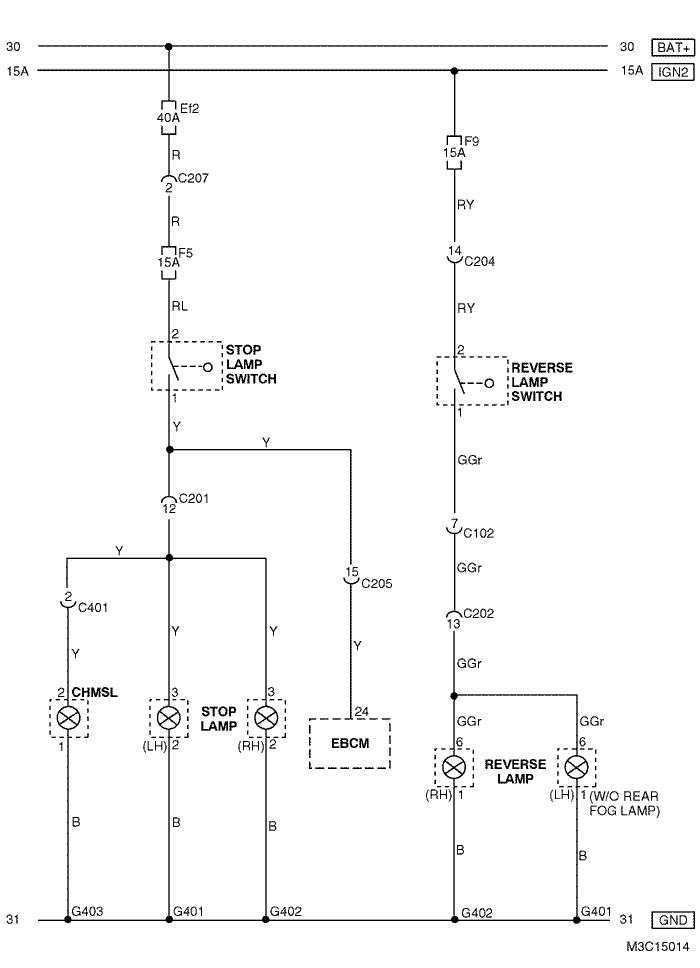 30
30 BAT+
15A
15A IGN2
Ef2
40A
R
C207
2
R
F5
15A
RL
2
STOP
LAMP
SWITCH
1
Y
Y
C201
12
Y
2
C401
Y
Y
Y
15
C205
Y
2
CHMSL
1
3
(LH)
2
STOP
LAMP
3
(RH)
2
24
EBCM
B
B
B
F9
15A
RY
14
C204
RY
2
REVERSE
LAMP
SWITCH
1
GGr
7
C102
GGr
C202
13
GGr
GGr
GGr
6
(RH)
1
REVERSE
LAMP
6
(LH)
1
(W/O REAR
FOG LAMP)
B
B
31
G403
G401
G402
G402
G401
31 GND
M3C15014